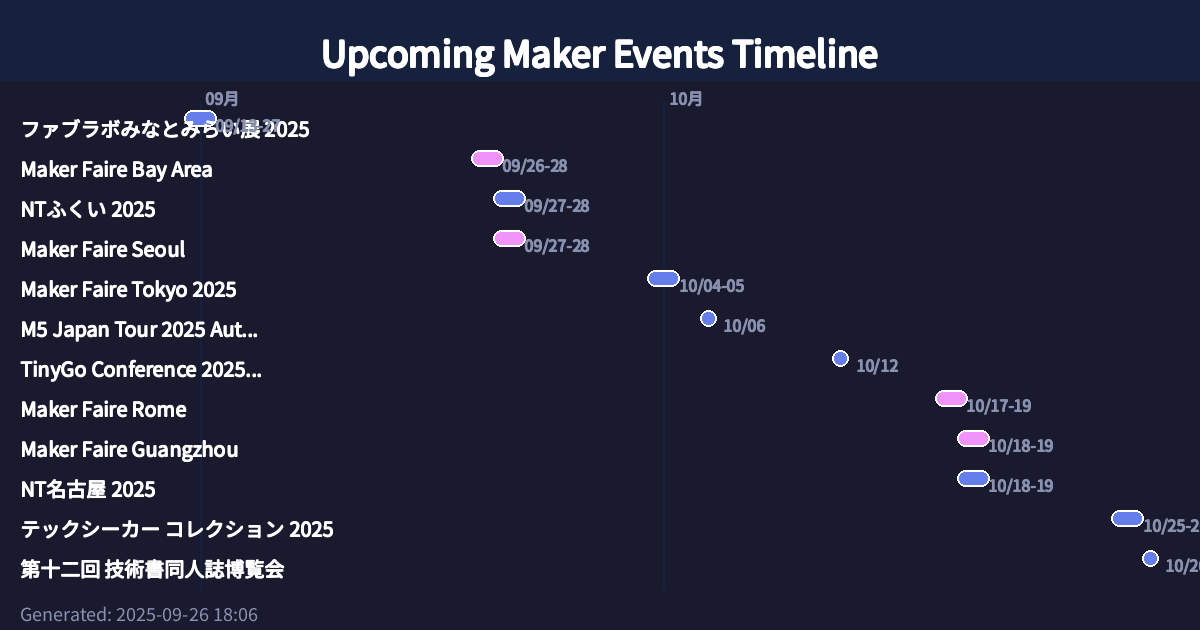 Upcoming Maker Events Timeline
09月 10月
ファブラボみなとみらい展 2025
Maker Faire Bay Area 09/26-28
NTふくい 2025 09/27-28
Maker Faire Seoul 09/27-28
Maker Faire Tokyo 2025 10/04-05
M5 Japan Tour 2025 Aut... 10/06
TinyGo Conference 2025... 10/12
Maker Faire Rome 10/17-19
Maker Faire Guangzhou 10/18-19
NT名古屋 2025 10/18-19
テックシーカー コレクション 2025 10/25-2
第十二回 技術書同人誌博覧会
Generated: 2025-09-26 18:06